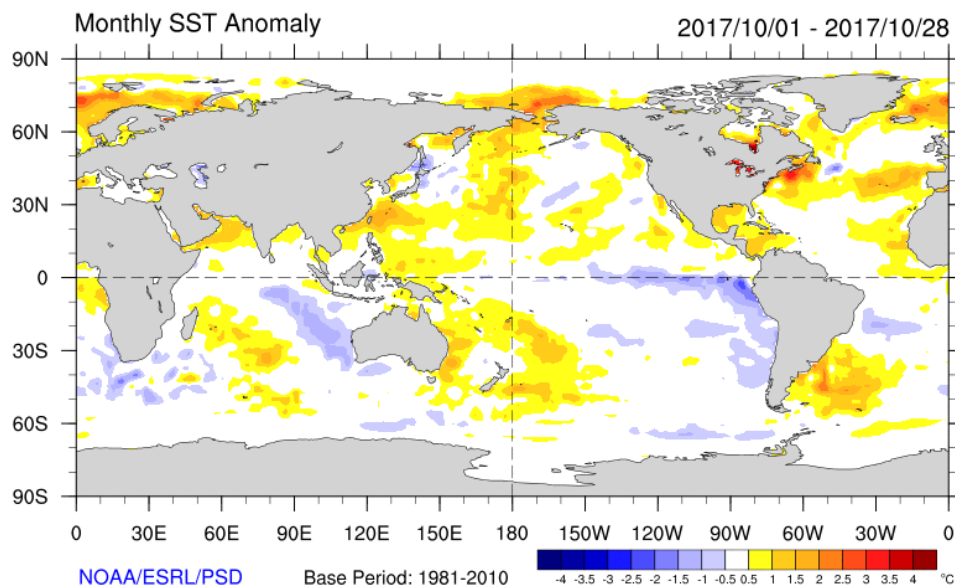 Monthly SST Anomaly 2017/10/01 - 2017/10/28
90N
60N
30N
0
30S
60S
90S
0 30E 60E 90E 120E 150E 180 150W 120W 90W 60W 30W 0
-4 -3 -2.5 -2 -1.5 -1 -0.5 0.5 1 1.5 2 2.5 3 3.5 4 °C
NOAA/ESRL/PSD Base Period: 1981-2010